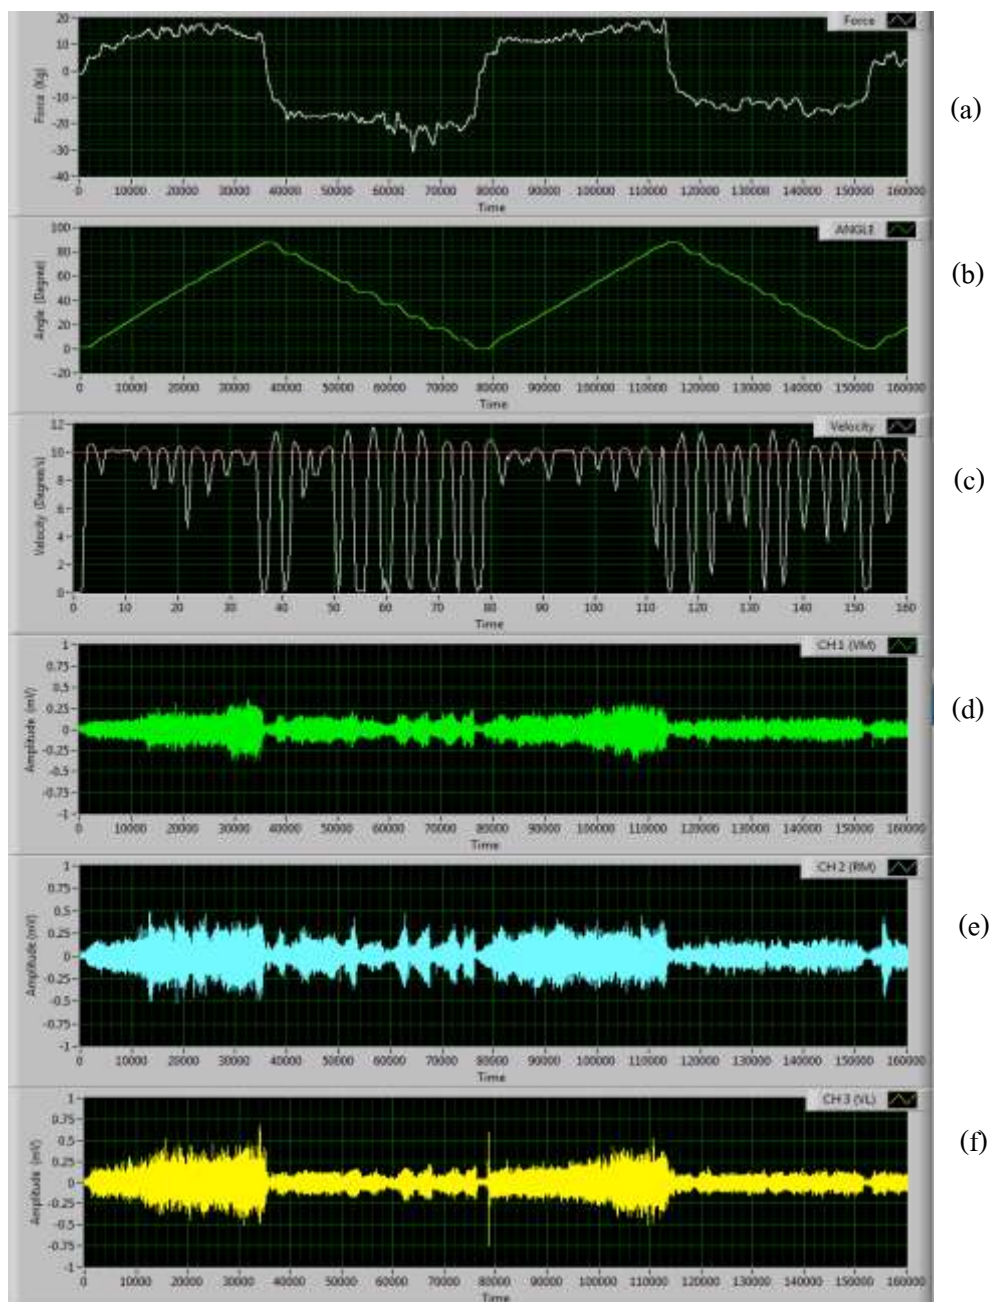 Force
20
10
0
-10
-20
-30
-40
Force (Kg)
0 10000 20000 30000 40000 50000 60000 70000 80000 90000 100000 110000 120000 130000 140000 150000 160000
Time
(a)
ANGLE
100
80
60
40
20
0
-20
Angle (Degree)
0 10000 20000 30000 40000 50000 60000 70000 80000 90000 100000 110000 120000 130000 140000 150000 160000
Time
(b)
Velocity
12
10
8
6
4
2
0
Velocity (Degree/s)
0 10 20 30 40 50 60 70 80 90 100 110 120 130 140 150 160
Time
(c)
CH 1 (VM)
1
0.75
0.5
0.25
0
-0.25
-0.5
-0.75
-1
Amplitude (mV)
0 10000 20000 30000 40000 50000 60000 70000 80000 90000 100000 110000 120000 130000 140000 150000 160000
Time
(d)
CH 2 (RM)
1
0.75
0.5
0.25
0
-0.25
-0.5
-0.75
-1
Amplitude (mV)
0 10000 20000 30000 40000 50000 60000 70000 80000 90000 100000 110000 120000 130000 140000 150000 160000
Time
(e)
CH 3 (VL)
1
0.75
0.5
0.25
0
-0.25
-0.5
-0.75
-1
Amplitude (mV)
0 10000 20000 30000 40000 50000 60000 70000 80000 90000 100000 110000 120000 130000 140000 150000 160000
Time
(f)